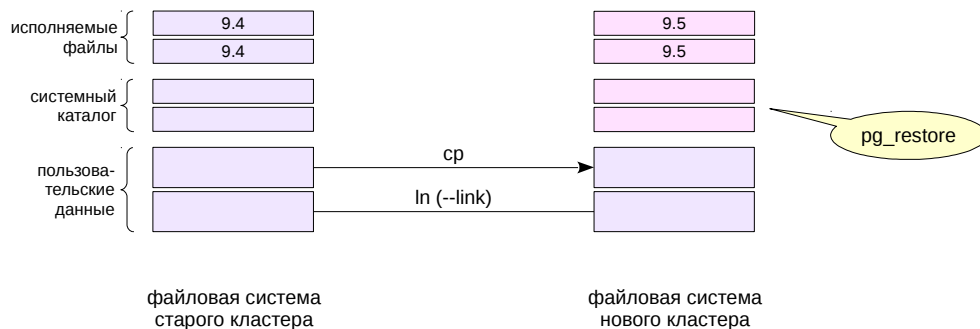 исполняемые
файлы
9.4
9.4
9.5
9.5
системный
каталог
pg_restore
пользова-
тельские
данные
cp
ln (--link)
файловая система
старого кластера
файловая система
нового кластера